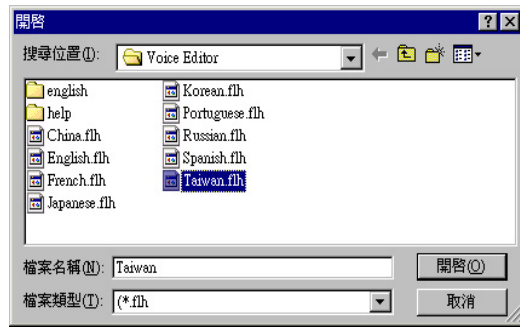 開啓
搜尋位置(I): Voice Editor
english
help
China.flh
English.flh
French.flh
Japanese.flh
Korean.flh
Portuguese.flh
Russian.flh
Spanish.flh
Taiwan.flh
檔案名稱(N): Taiwan 開啓(O)
檔案類型(T): (*.flh 取消